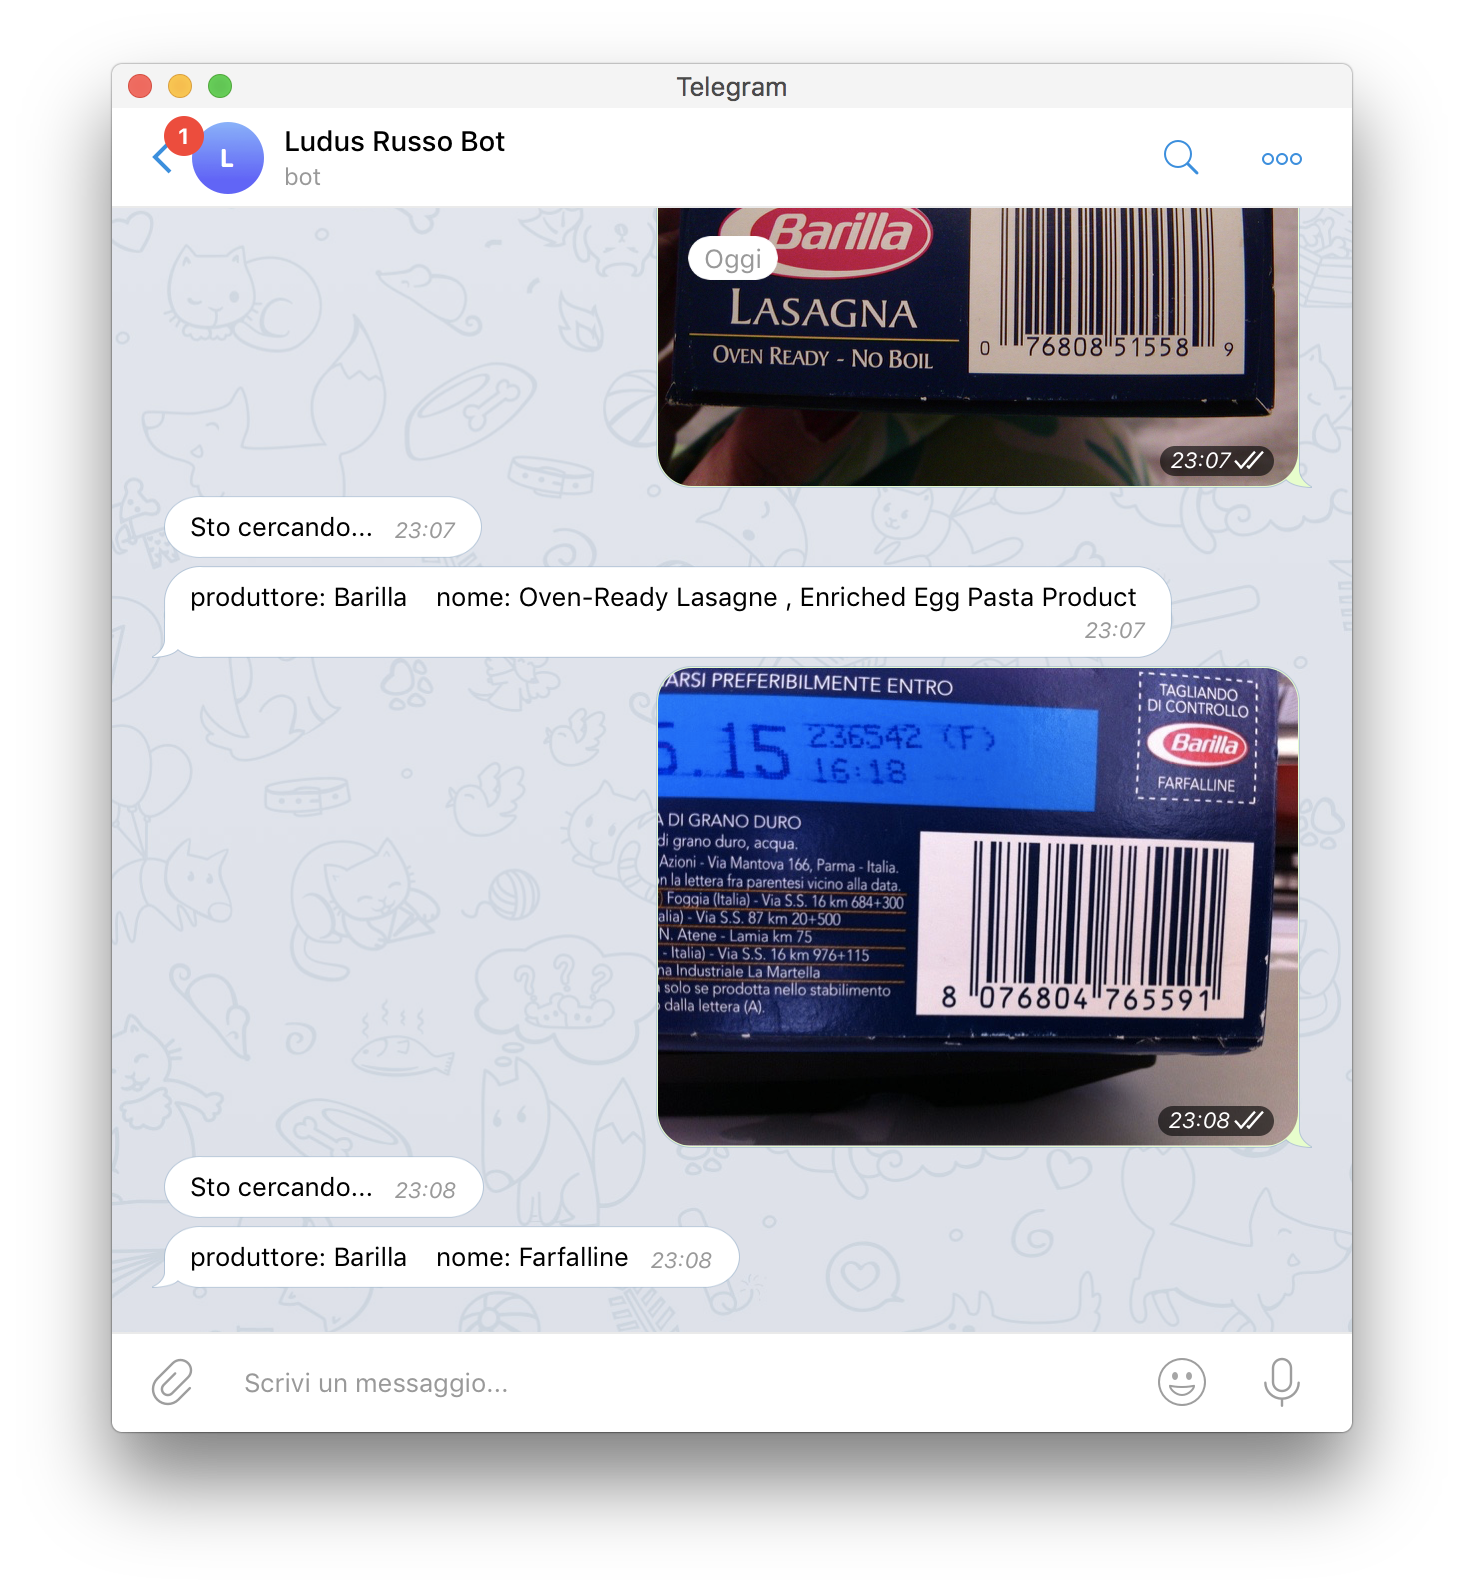 Telegram
1
L
Ludus Russo Bot
bot
Barilla
Oggi
LASAGNA
OVEN READY - NO BOIL
0 76808 51558 9
23:07
Sto cercando... 23:07
produttore: Barilla nome: Oven-Ready Lasagne , Enriched Egg Pasta Product
23:07
ARSI PREFERIBILMENTE ENTRO
5.15 236542 (F)
16:18
TAGLIANDO
DI CONTROLLO
Barilla
FARFALLINE
A DI GRANO DURO
di grano duro, acqua.
Azioni - Via Mantova 166, Parma - Italia.
n la lettera fra parentesi vicino alla data.
) Foggia (Italia) - Via S.S. 16 km 684+300
alia) - Via S.S. 87 km 20+500
N. Atene - Lamia km 75
- Italia) - Via S.S. 16 km 976+115
na Industriale La Martella
solo se prodotta nello stabilimento
dalla lettera (A).
8 076804 765591
23:08
Sto cercando... 23:08
produttore: Barilla nome: Farfalline 23:08
Scrivi un messaggio...